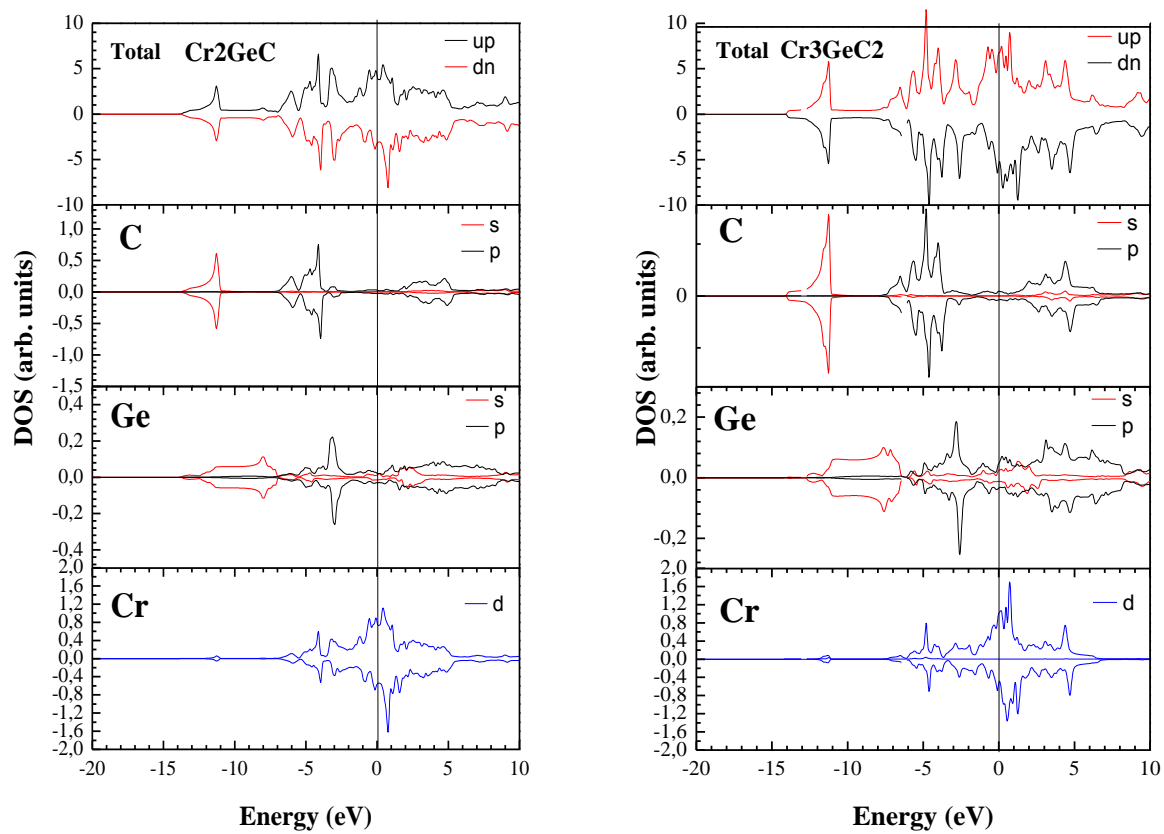 Total Cr2GeC
up
dn
10
5
0
-5
-10
C
s
p
1,0
0,5
0,0
-0,5
-1,0
-1,5
Ge
s
p
0,4
0,2
0,0
-0,2
-0,4
2,0
Cr
d
1,6
1,2
0,8
0,4
0,0
-0,4
-0,8
-1,2
-1,6
-2,0
-20 -15 -10 -5 0 5 10
Energy (eV)
DOS (arb. units)
Total Cr3GeC2
up
dn
10
5
0
-5
-10
C
s
p
0
Ge
s
p
0,2
0,0
-0,2
2,0
Cr
d
1,6
1,2
0,8
0,4
0,0
-0,4
-0,8
-1,2
-1,6
-2,0
-20 -15 -10 -5 0 5 10
Energy (eV)
DOS (arb. units)